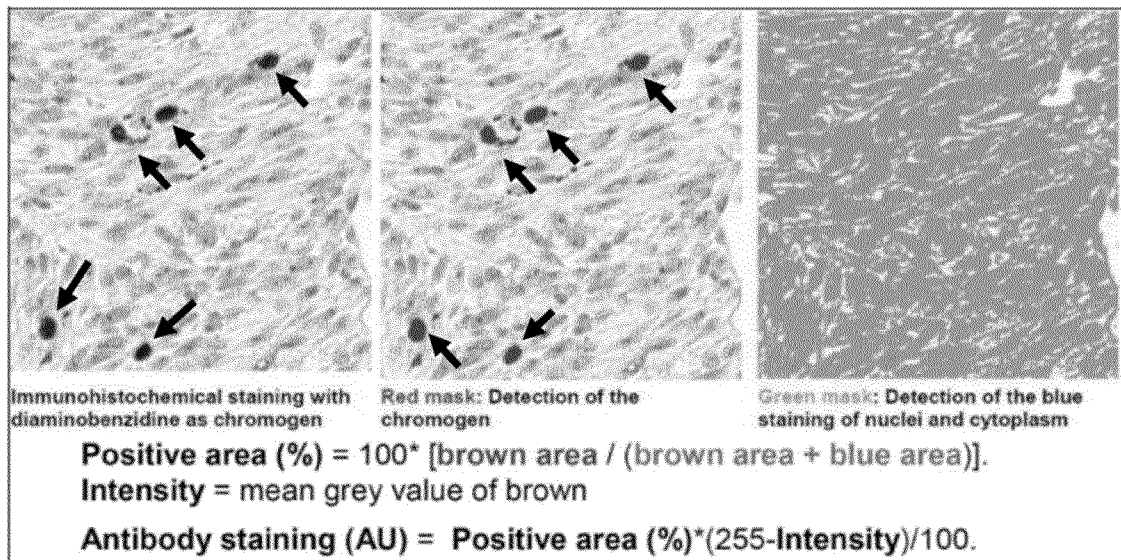 Immunohistochemical staining with
diaminobenzidine as chromogen
Red mask: Detection of the
chromogen
Green mask: Detection of the blue
staining of nuclei and cytoplasm
Positive area (%) = 100* [brown area / (brown area + blue area)].
Intensity = mean grey value of brown
Antibody staining (AU) = Positive area (%)*(255-Intensity)/100.